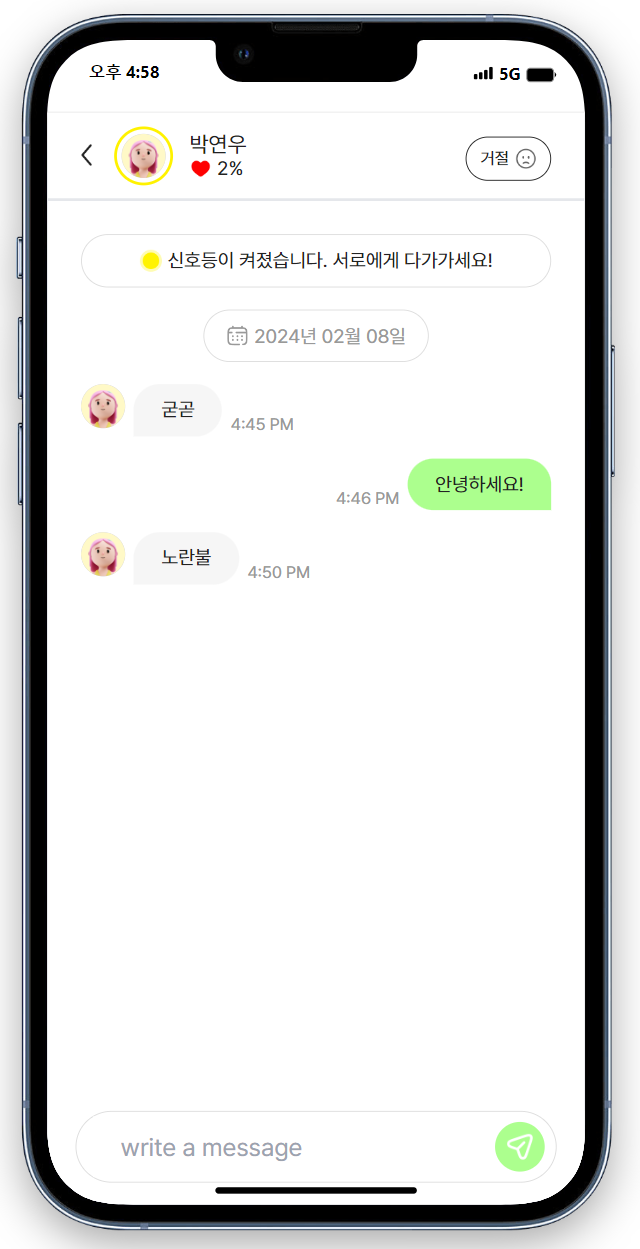 오후 4:58
5G
박연우
2%
거절
신호등이 켜졌습니다. 서로에게 다가가세요!
2024년 02월 08일
굳곧
4:45 PM
안녕하세요!
4:46 PM
노란불
4:50 PM
write a message